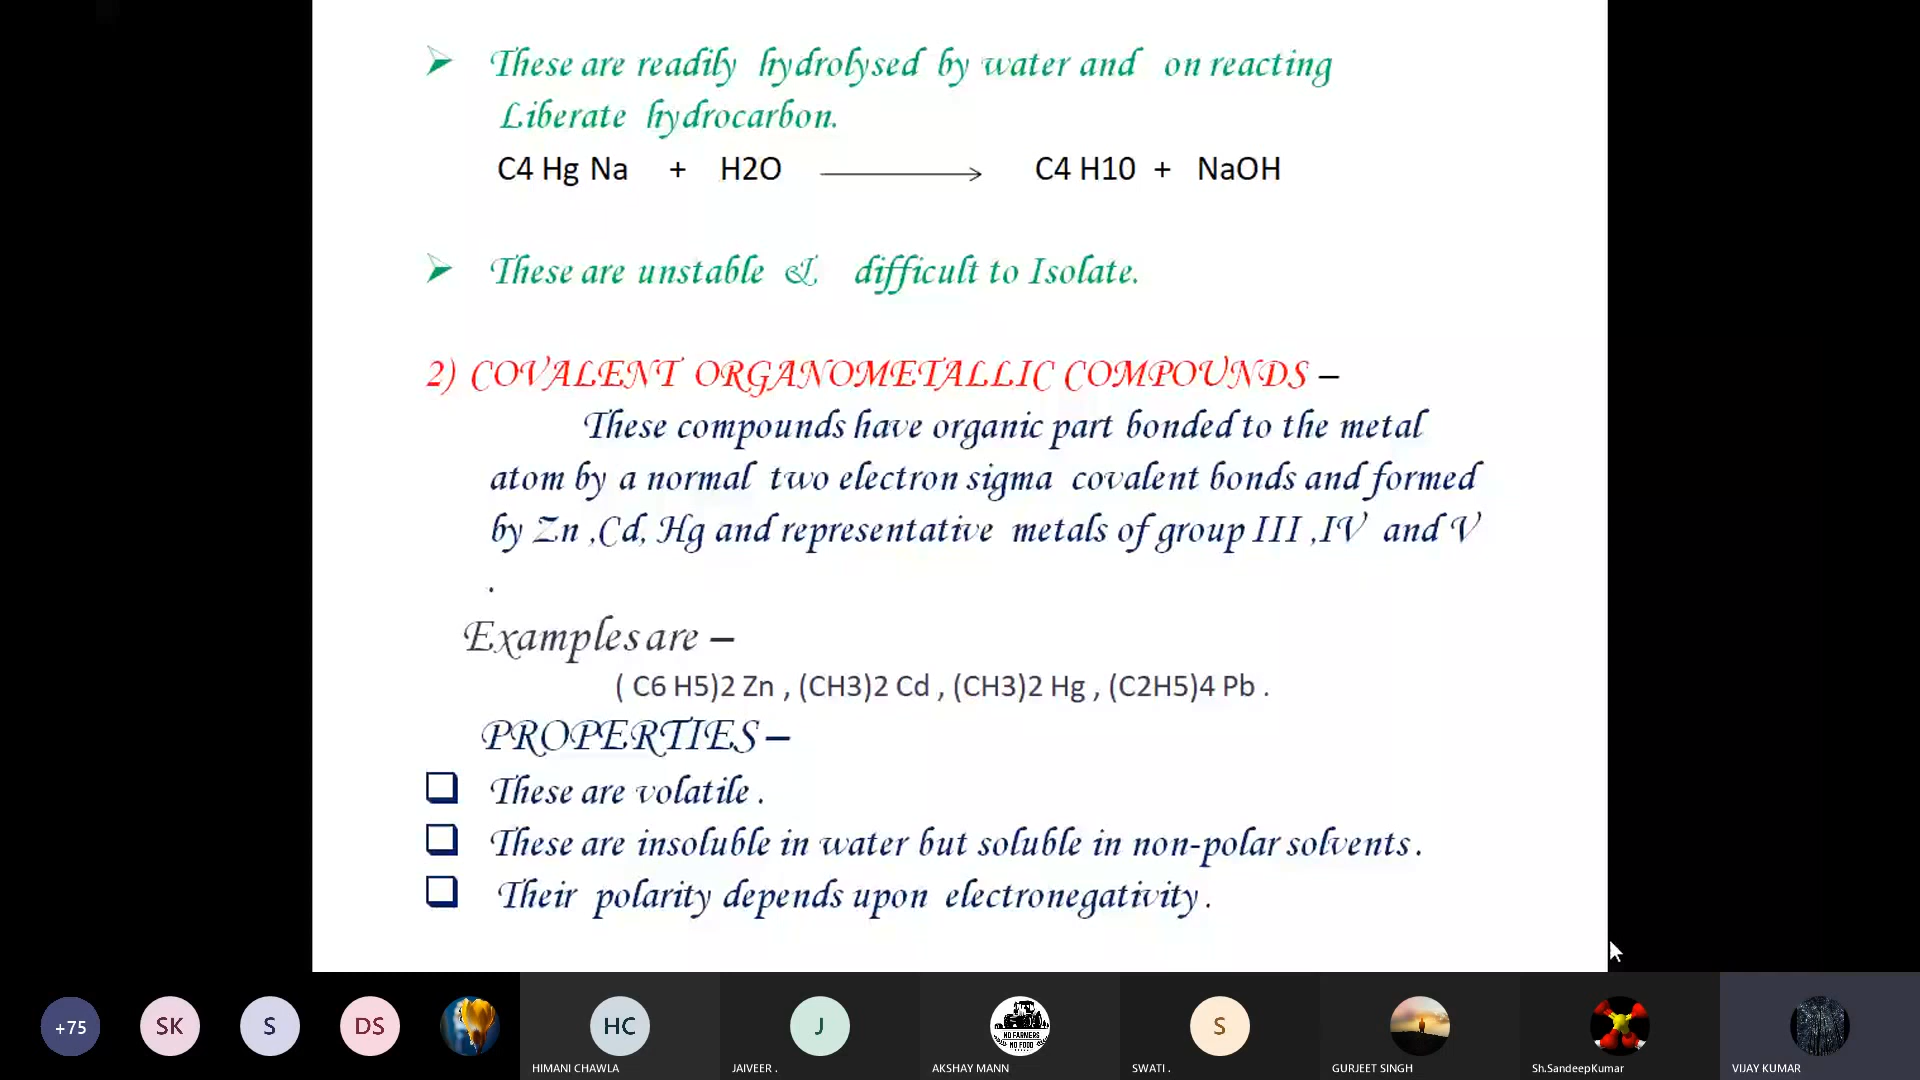 These are readily hydrolysed by water and on reacting
Liberate hydrocarbon.
C4 Hg Na + H2O → C4 H10 + NaOH
These are unstable & difficult to Isolate.
2) COVALENT ORGANOMETALLIC COMPOUNDS –
These compounds have organic part bonded to the metal
atom by a normal two electron sigma covalent bonds and formed
by Zn ,Cd, Hg and representative metals of group III ,IV and V
.
Examples are –
( C6 H5)2 Zn , (CH3)2 Cd , (CH3)2 Hg , (C2H5)4 Pb .
PROPERTIES –
These are volatile .
These are insoluble in water but soluble in non-polar solvents .
Their polarity depends upon electronegativity .
+75 SK S DS HC J NO FARMERS NO FOOD S
HIMANI CHAWLA JAIVEER . AKSHAY MANN SWATI . GURJEET SINGH Sh.SandeepKumar VIJAY KUMAR